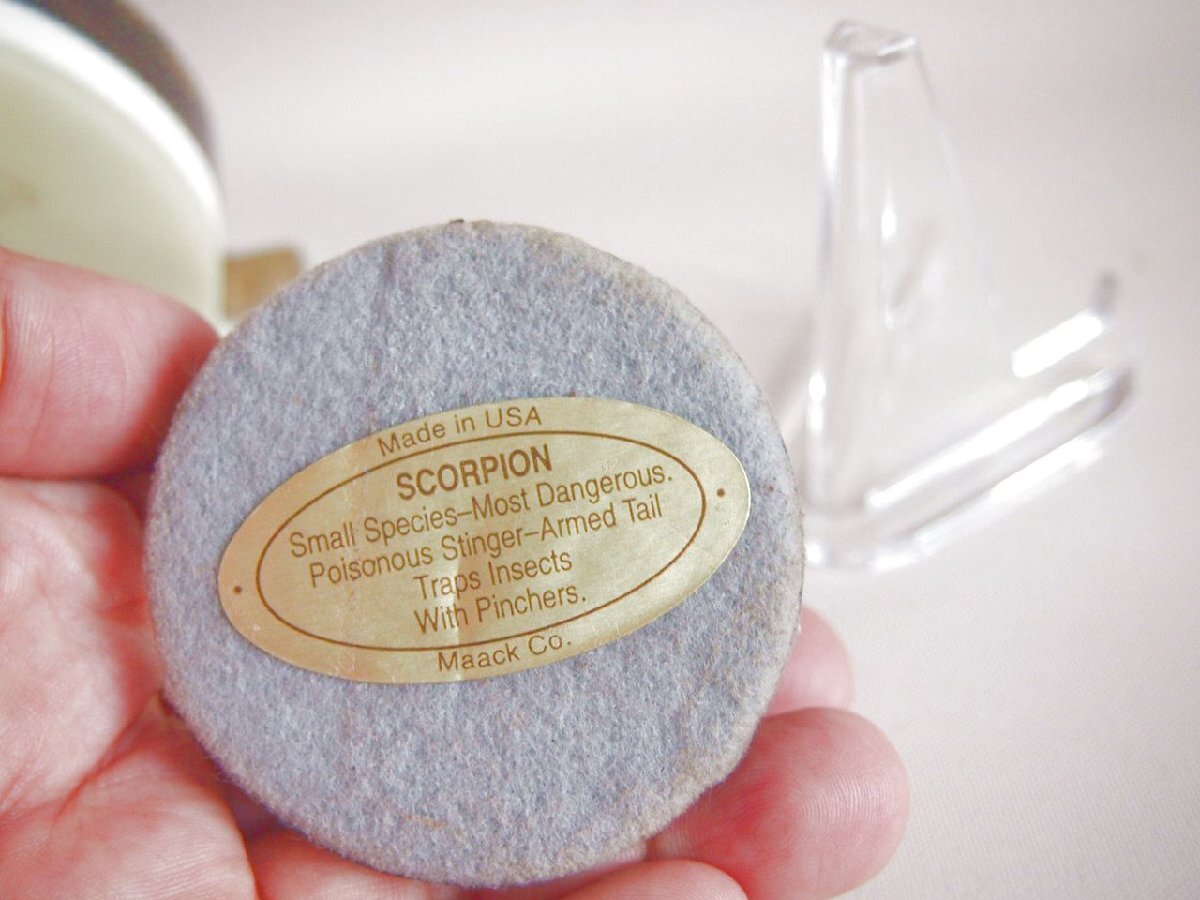 Made in USA
SCORPION
Small Species–Most Dangerous.
Poisonous Stinger–Armed Tail
Traps Insects
With Pinchers.
Maack Co.